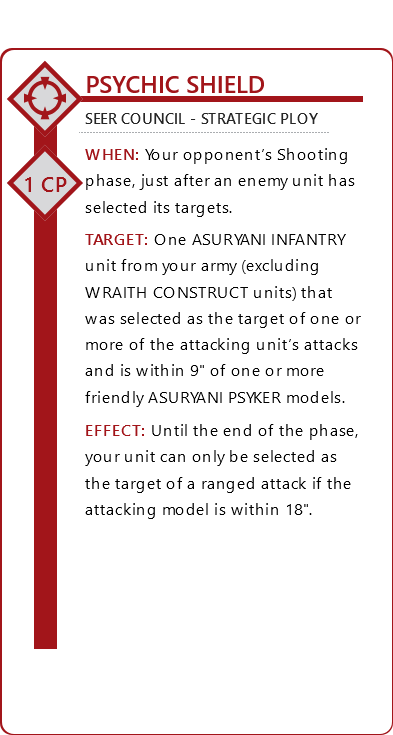 PSYCHIC SHIELD
SEER COUNCIL - STRATEGIC PLOY
1 CP
WHEN: Your opponent's Shooting
phase, just after an enemy unit has
selected its targets.
TARGET: One ASURYANI INFANTRY
unit from your army (excluding
WRAITH CONSTRUCT units) that
was selected as the target of one or
more of the attacking unit's attacks
and is within 9" of one or more
friendly ASURYANI PSYKER models.
EFFECT: Until the end of the phase,
your unit can only be selected as
the target of a ranged attack if the
attacking model is within 18".